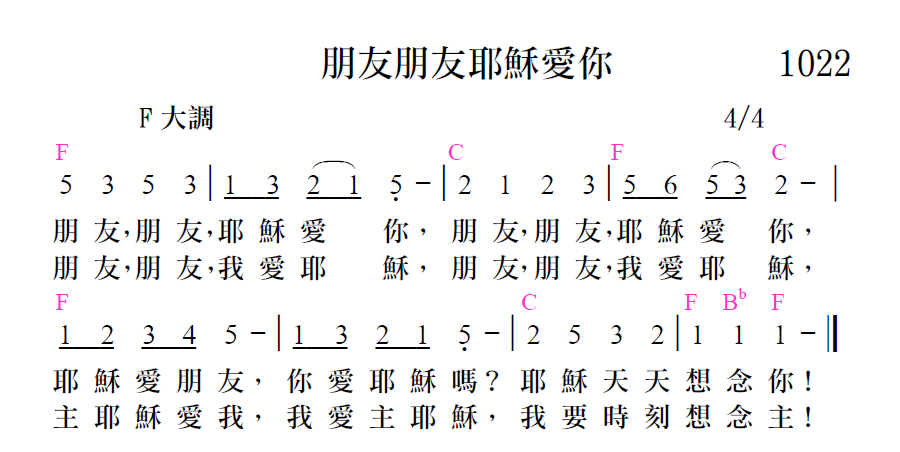 朋友朋友耶穌愛你 1022
F 大調 4/4
F C F C
5 3 5 3 | 1 3 2 1 5̣ － | 2 1 2 3 | 5 6 5 3 2 － |
朋友，朋友，耶穌愛 你， 朋友，朋友，耶穌愛 你，
朋友，朋友，我愛耶 穌， 朋友，朋友，我愛耶 穌，
F C F Bb F
1 2 3 4 5 － | 1 3 2 1 5̣ － | 2 5 3 2 | 1 1 1 － ‖
耶穌愛朋友， 你愛耶穌嗎？ 耶穌天天想念你！
主耶穌愛我， 我愛主耶穌， 我要時刻想念主！